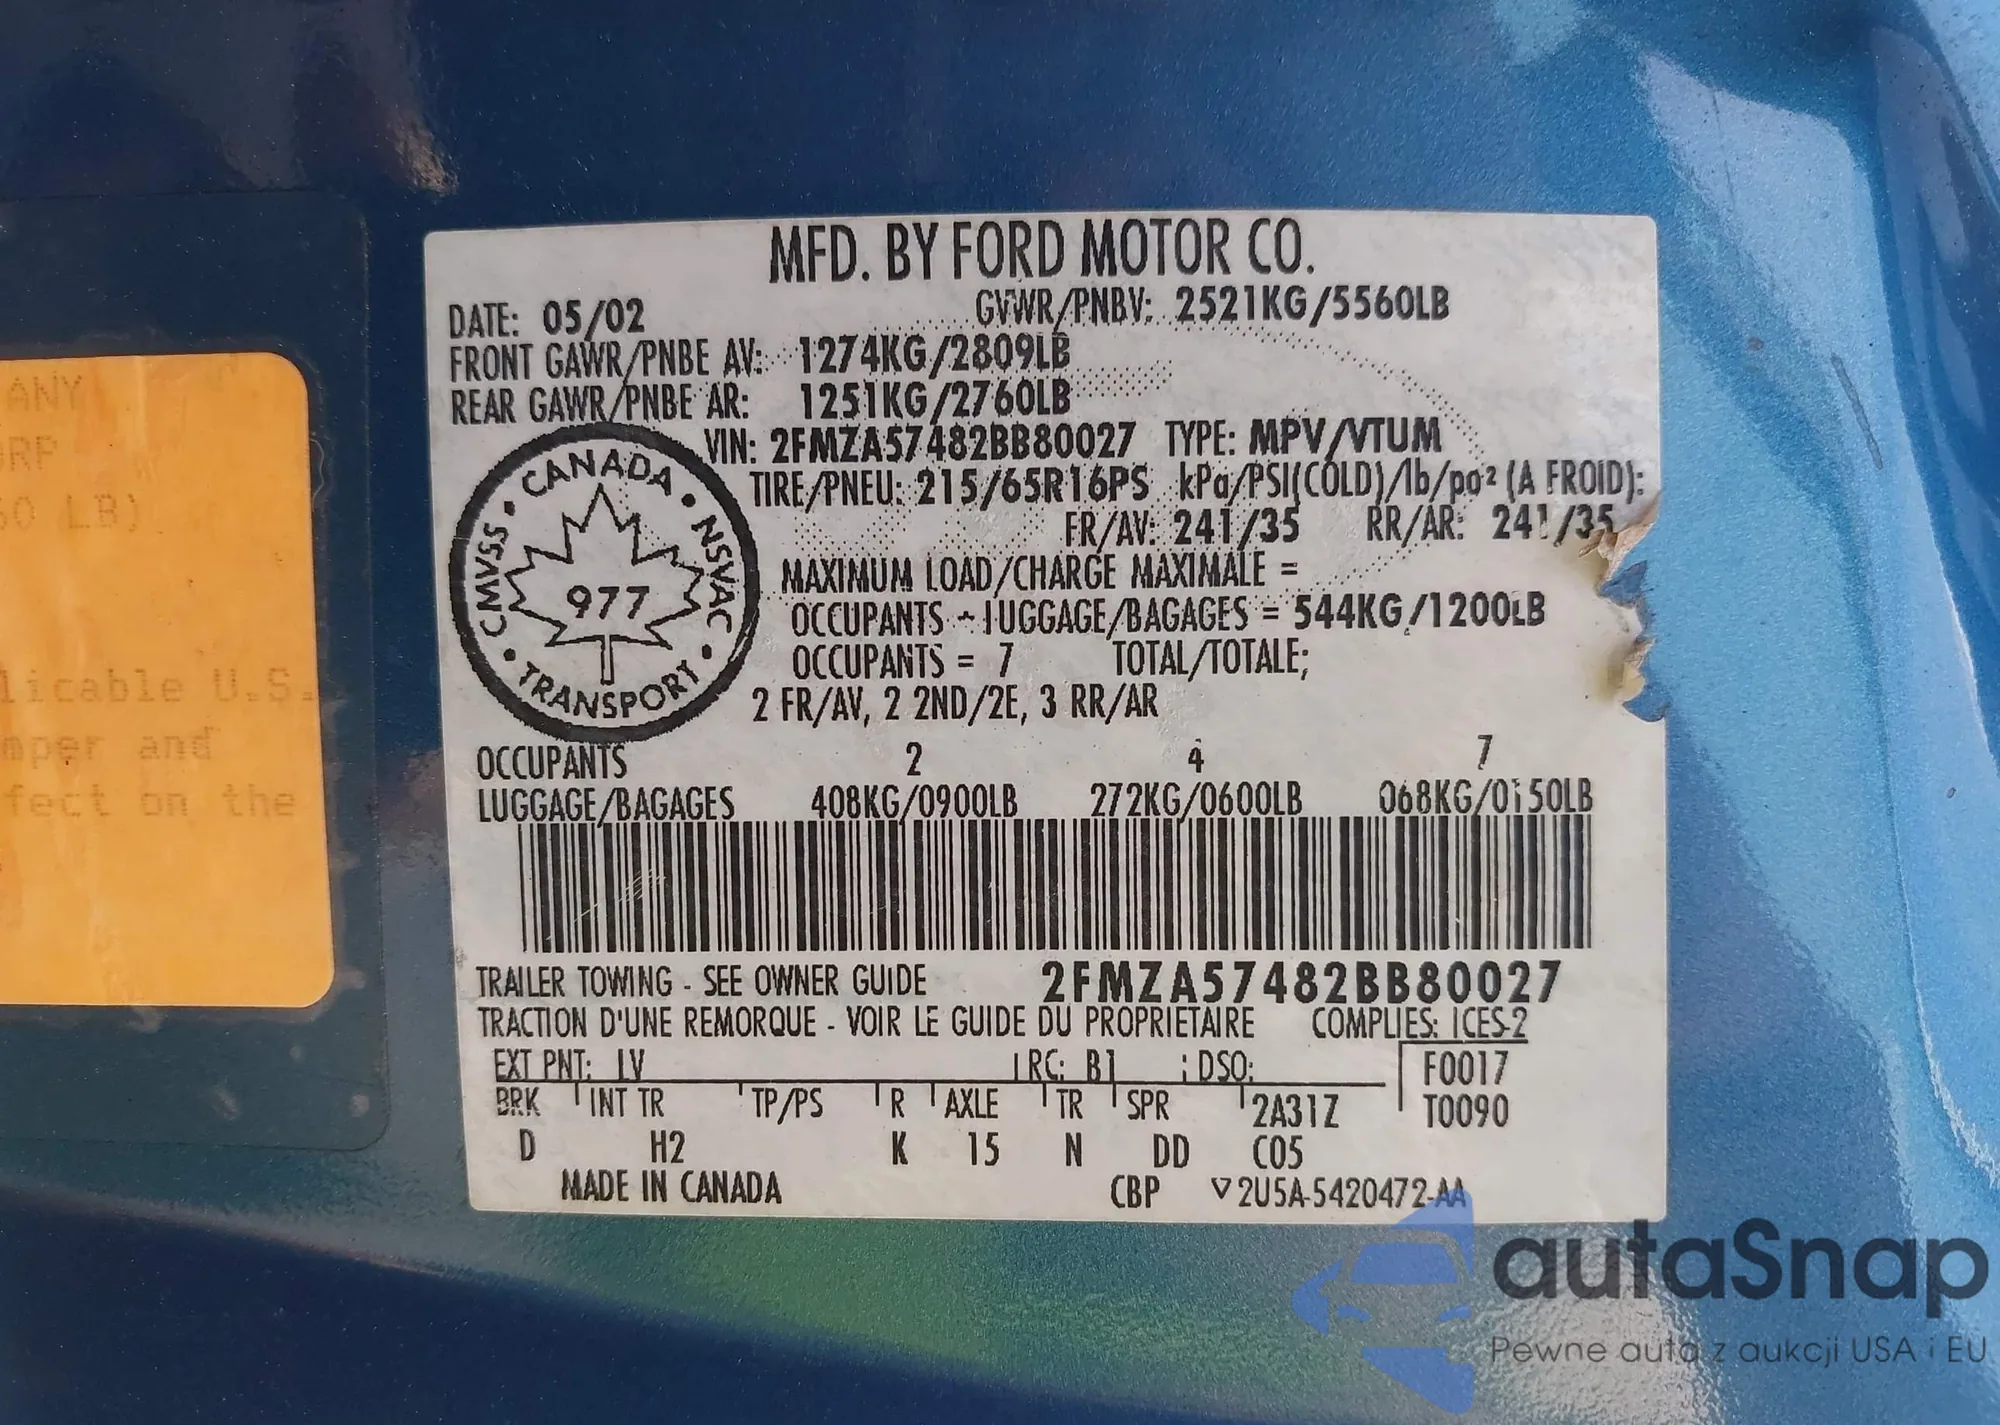 ANY
ORP
60 LB)
licable U.S.
mper and
fect on the
MFD. BY FORD MOTOR CO.
DATE: 05/02 GVWR/PNBV: 2521KG/5560LB
FRONT GAWR/PNBE AV: 1274KG/2809LB
REAR GAWR/PNBE AR: 1251KG/2760LB
VIN: 2FMZA57482BB80027 TYPE: MPV/VTUM
TIRE/PNEU: 215/65R16PS kPa/PSI(COLD)/lb/po² (A FROID):
FR/AV: 241/35 RR/AR: 241/35
CANADA • NSVAC • TRANSPORT • CMVSS •
977
MAXIMUM LOAD/CHARGE MAXIMALE =
OCCUPANTS + LUGGAGE/BAGAGES = 544KG/1200LB
OCCUPANTS = 7 TOTAL/TOTALE;
2 FR/AV, 2 2ND/2E, 3 RR/AR
OCCUPANTS 2 4 7
LUGGAGE/BAGAGES 408KG/0900LB 272KG/0600LB 068KG/0150LB
TRAILER TOWING - SEE OWNER GUIDE 2FMZA57482BB80027
TRACTION D'UNE REMORQUE - VOIR LE GUIDE DU PROPRIETAIRE COMPLIES: ICES-2
EXT PNT: LV RC: B1 DSO: F0017
BRK INT TR TP/PS R AXLE TR SPR 2A31Z T0090
D H2 K 15 N DD C05
MADE IN CANADA CBP ▽2U5A-5420472-AA
autaSnap
Pewne auta z aukcji USA i EU